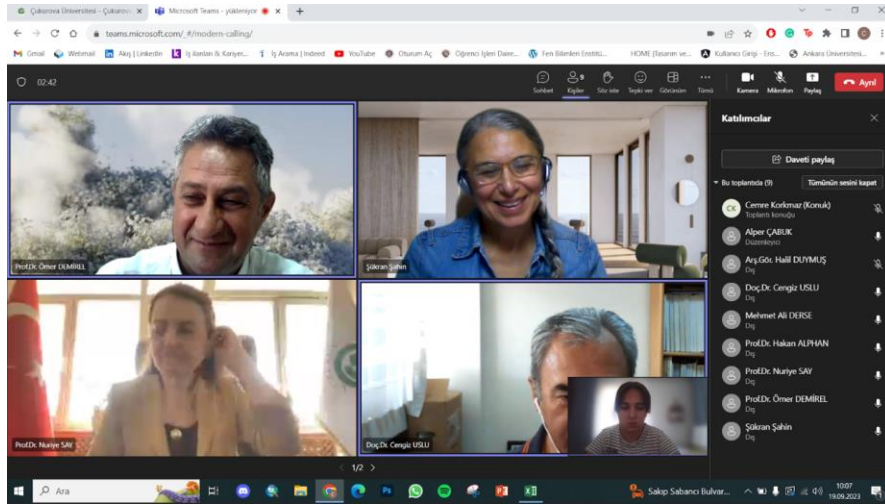 Çukurova Üniversitesi - Çukurova
Microsoft Teams - yükleniyor
teams.microsoft.com/_#/modern-calling/
Gmail
Webmail
Akış | LinkedIn
İş ilanları & Kariyer...
İş Arama | Indeed
YouTube
Oturum Aç
Öğrenci İşleri Daire...
Fen Bilimleri Enstitü...
HOME (Tasarım ve...
Kullanıcı Girişi - Ens...
Ankara Üniversitesi...
02:42
Sohbet
Kişiler
9
Söz iste
Tepki ver
Görünüm
Tümü
Kamera
Mikrofon
Paylaş
Ayrıl
Prof.Dr. Ömer DEMİREL
Şükran Şahin
Prof.Dr. Nuriye SAY
Doç.Dr. Cengiz USLU
1/2
Katılımcılar
Daveti paylaş
Bu toplantıda (9)
Tümünün sesini kapat
CK
Cemre Korkmaz (Konuk)
Toplantı konuğu
Alper ÇABUK
Düzenleyici
Arş.Gör. Halil DUYMUŞ
Dış
Doç.Dr. Cengiz USLU
Dış
Mehmet Ali DERSE
Dış
Prof.Dr. Hakan ALPHAN
Dış
Prof.Dr. Nuriye SAY
Dış
Prof.Dr. Ömer DEMİREL
Dış
Şükran Şahin
Dış
Ara
Sakıp Sabancı Bulvar...
10:07
19.09.2023